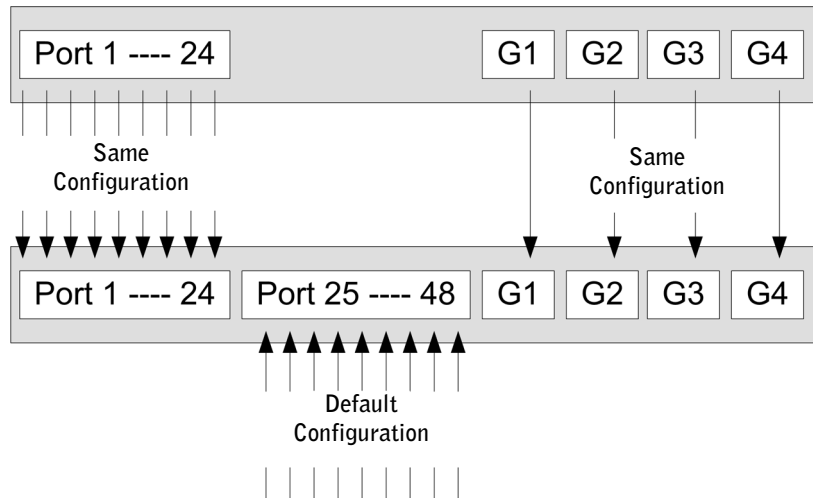 Port 1 ---- 24 G1 G2 G3 G4
Same
Configuration
Same
Configuration
Port 1 ---- 24 Port 25 ---- 48 G1 G2 G3 G4
Default
Configuration